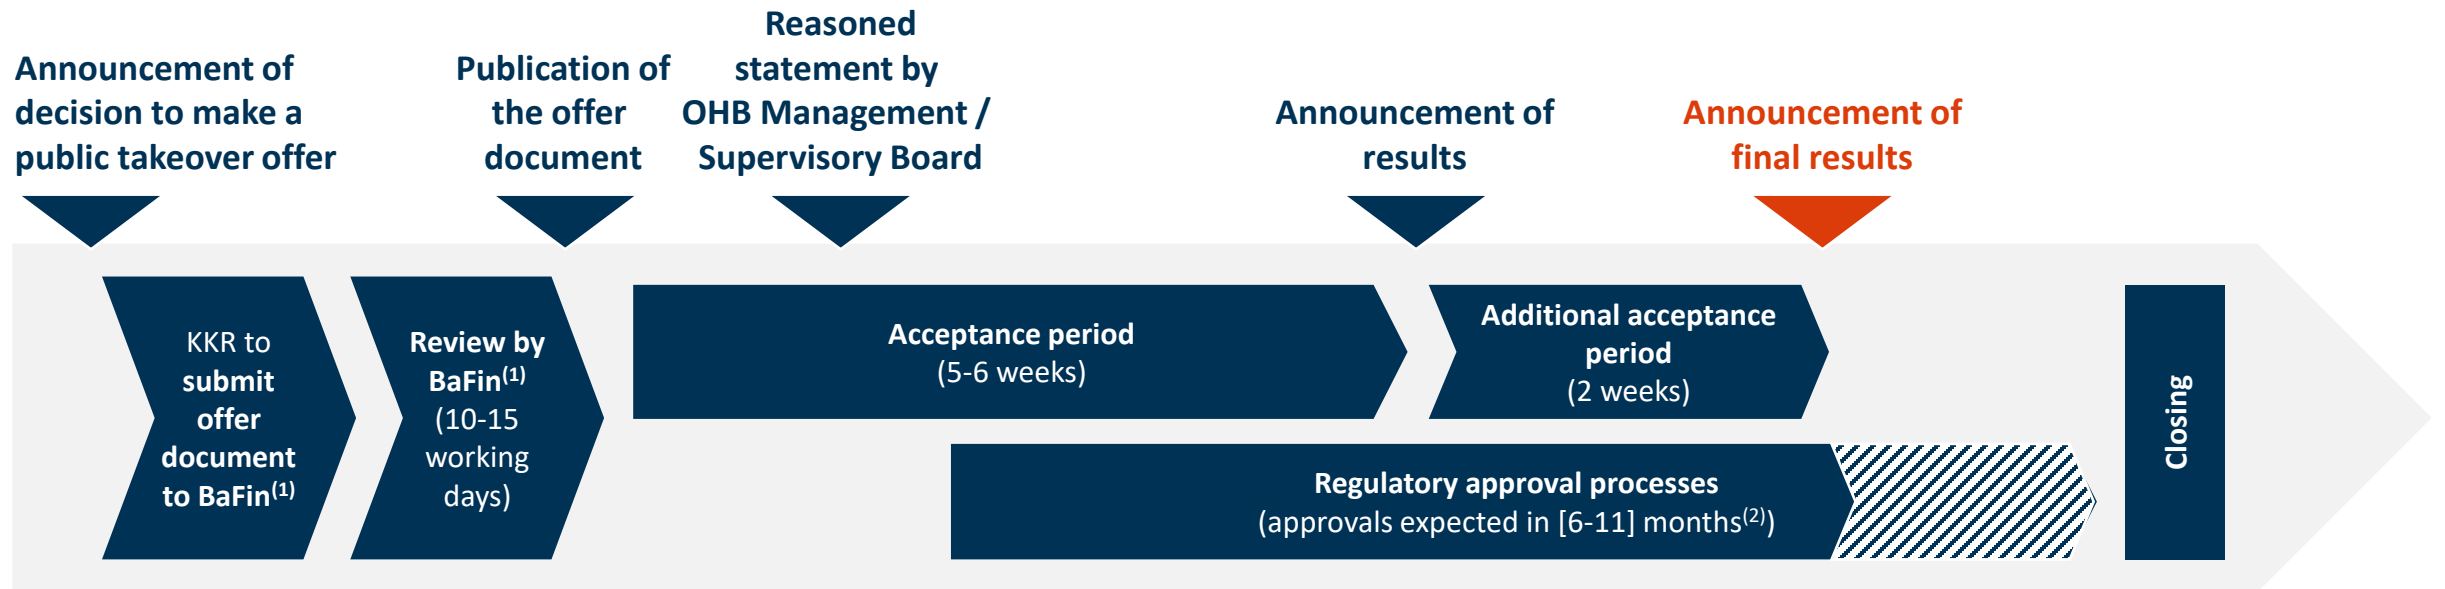 Announcement of
decision to make a
public takeover offer
Publication of
the offer
document
Reasoned
statement by
OHB Management /
Supervisory Board
Announcement of
results
Announcement of
final results
KKR to
submit
offer
document
to BaFin(1)
Review by
BaFin(1)
(10-15
working
days)
Acceptance period
(5-6 weeks)
Additional acceptance
period
(2 weeks)
Regulatory approval processes
(approvals expected in [6-11] months(2))
Closing